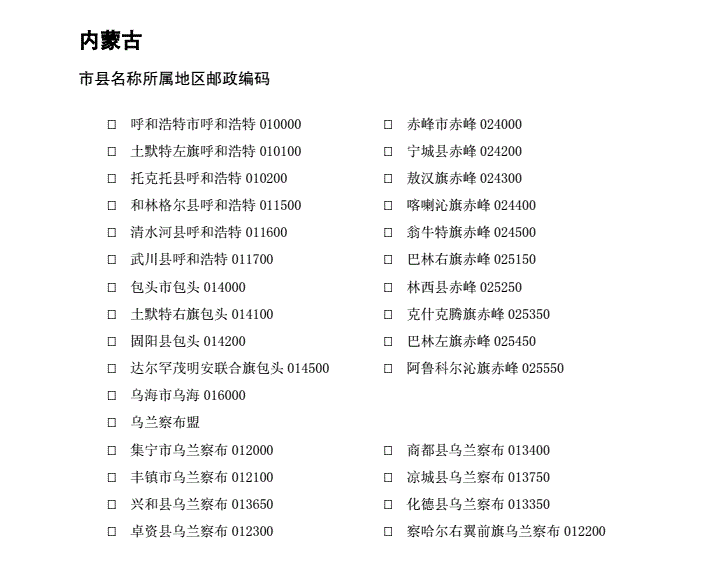 内蒙古
市县名称所属地区邮政编码
□ 呼和浩特市呼和浩特 010000 □ 赤峰市赤峰 024000
□ 土默特左旗呼和浩特 010100 □ 宁城县赤峰 024200
□ 托克托县呼和浩特 010200 □ 敖汉旗赤峰 024300
□ 和林格尔县呼和浩特 011500 □ 喀喇沁旗赤峰 024400
□ 清水河县呼和浩特 011600 □ 翁牛特旗赤峰 024500
□ 武川县呼和浩特 011700 □ 巴林右旗赤峰 025150
□ 包头市包头 014000 □ 林西县赤峰 025250
□ 土默特右旗包头 014100 □ 克什克腾旗赤峰 025350
□ 固阳县包头 014200 □ 巴林左旗赤峰 025450
□ 达尔罕茂明安联合旗包头 014500 □ 阿鲁科尔沁旗赤峰 025550
□ 乌海市乌海 016000
□ 乌兰察布盟
□ 集宁市乌兰察布 012000 □ 商都县乌兰察布 013400
□ 丰镇市乌兰察布 012100 □ 凉城县乌兰察布 013750
□ 兴和县乌兰察布 013650 □ 化德县乌兰察布 013350
□ 卓资县乌兰察布 012300 □ 察哈尔右翼前旗乌兰察布 012200